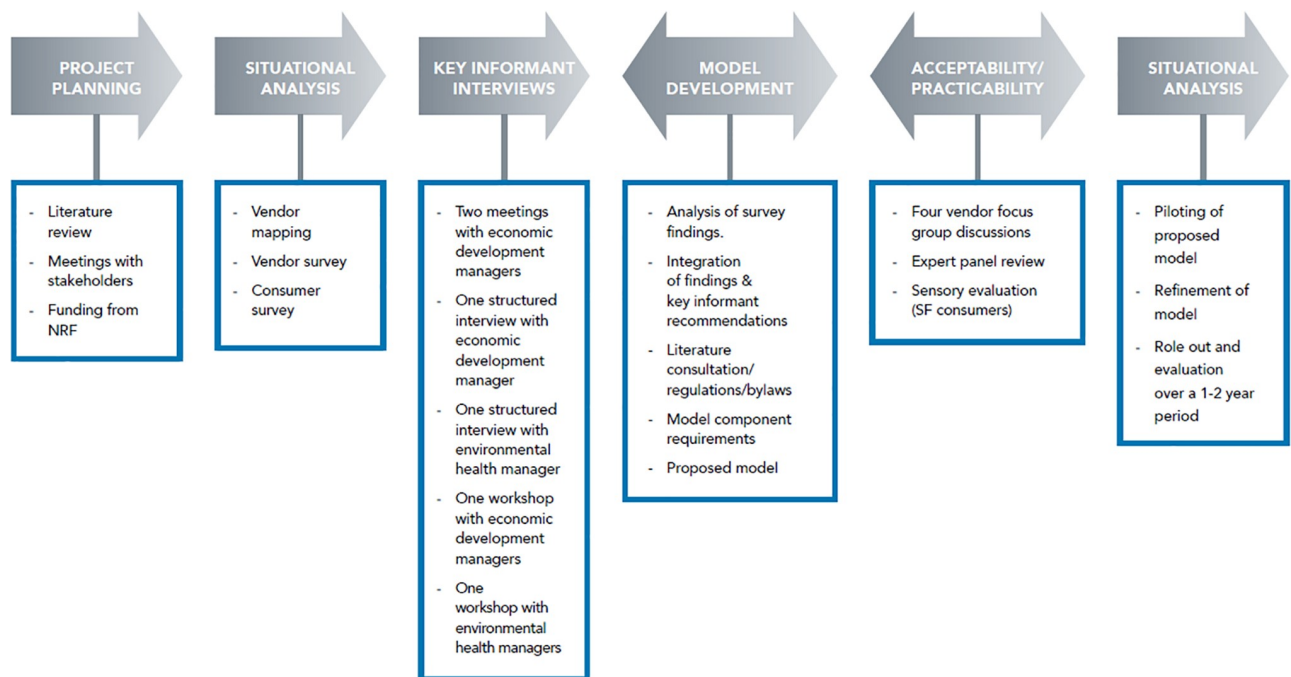 PROJECT
PLANNING
SITUATIONAL
ANALYSIS
KEY INFORMANT
INTERVIEWS
MODEL
DEVELOPMENT
ACCEPTABILITY/
PRACTICABILITY
SITUATIONAL
ANALYSIS
- Literature
review
- Meetings with
stakeholders
- Funding from
NRF
- Vendor
mapping
- Vendor survey
- Consumer
survey
- Two meetings
with economic
development
managers
- One structured
interview with
economic
development
manager
- One structured
interview with
environmental
health manager
- One workshop
with economic
development
managers
- One
workshop with
environmental
health managers
- Analysis of survey
findings.
- Integration
of findings &
key informant
recommendations
- Literature
consultation/
regulations/bylaws
- Model component
requirements
- Proposed model
- Four vendor focus
group discussions
- Expert panel review
- Sensory evaluation
(SF consumers)
- Piloting of
proposed
model
- Refinement of
model
- Role out and
evaluation
over a 1-2 year
period